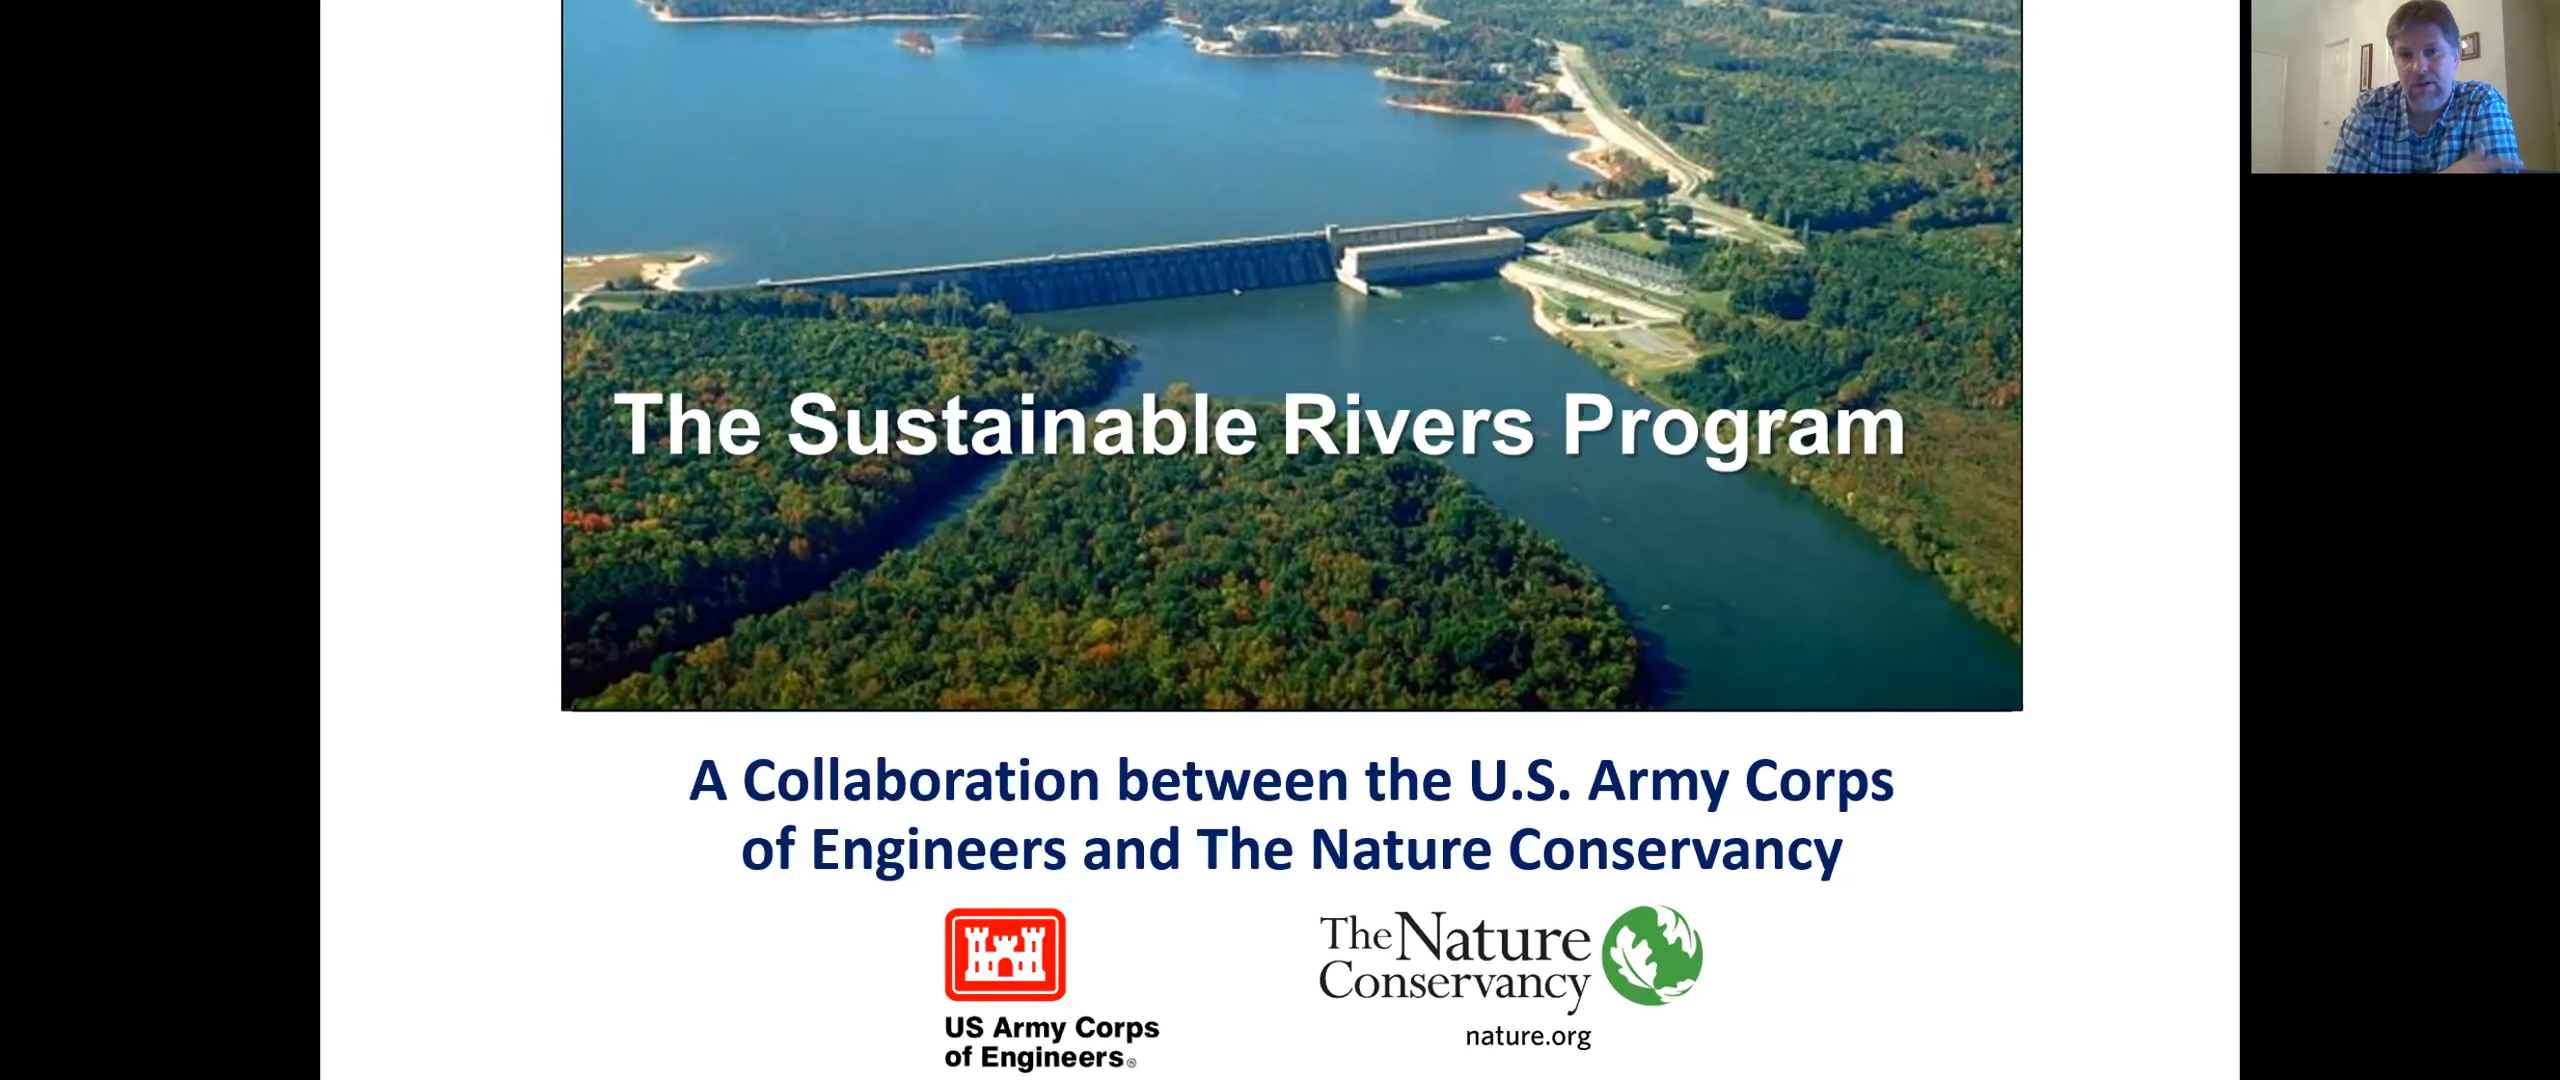 The Sustainable Rivers Program
A Collaboration between the U.S. Army Corps
of Engineers and The Nature Conservancy
US Army Corps
of Engineers®
The Nature
Conservancy
nature.org